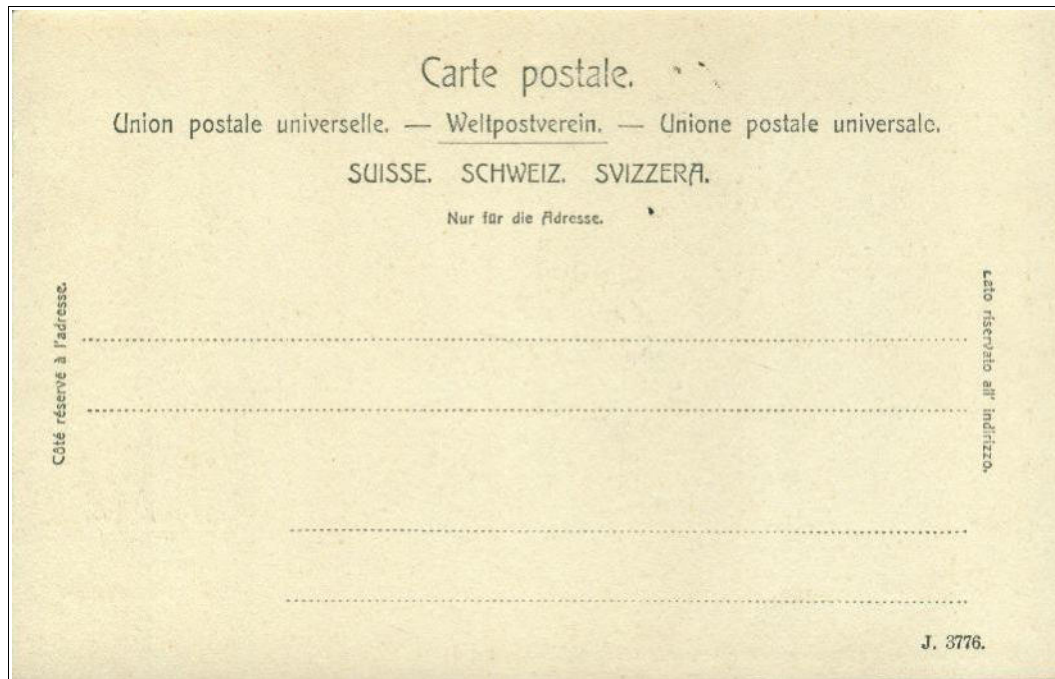 Carte postale.
Union postale universelle. — Weltpostverein. — Unione postale universale.
SUISSE. SCHWEIZ. SVIZZERA.
Nur für die Adresse.
Côté réservé à l'adresse.
Lato riservato all' indirizzo.
J. 3776.